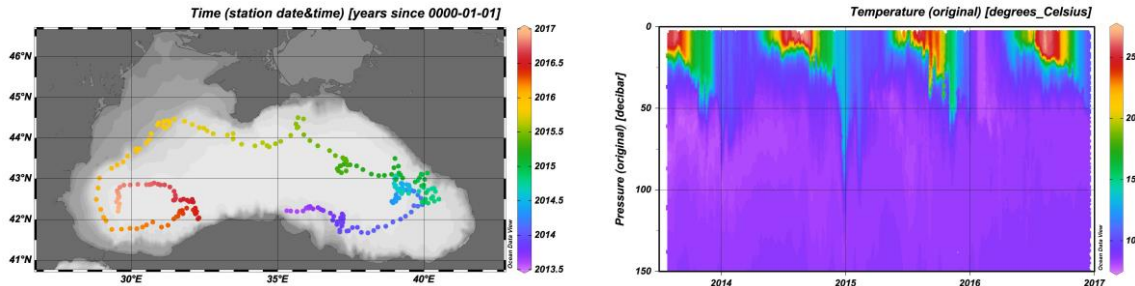 Time (station date&time) [years since 0000-01-01]
46°N
45°N
44°N
43°N
42°N
41°N
30°E
35°E
40°E
Ocean Data View
2017
2016.5
2016
2015.5
2015
2014.5
2014
2013.5
Temperature (original) [degrees_Celsius]
Pressure (original) [decibar]
0
50
100
150
2014
2015
2016
2017
Ocean Data View
25
20
15
10